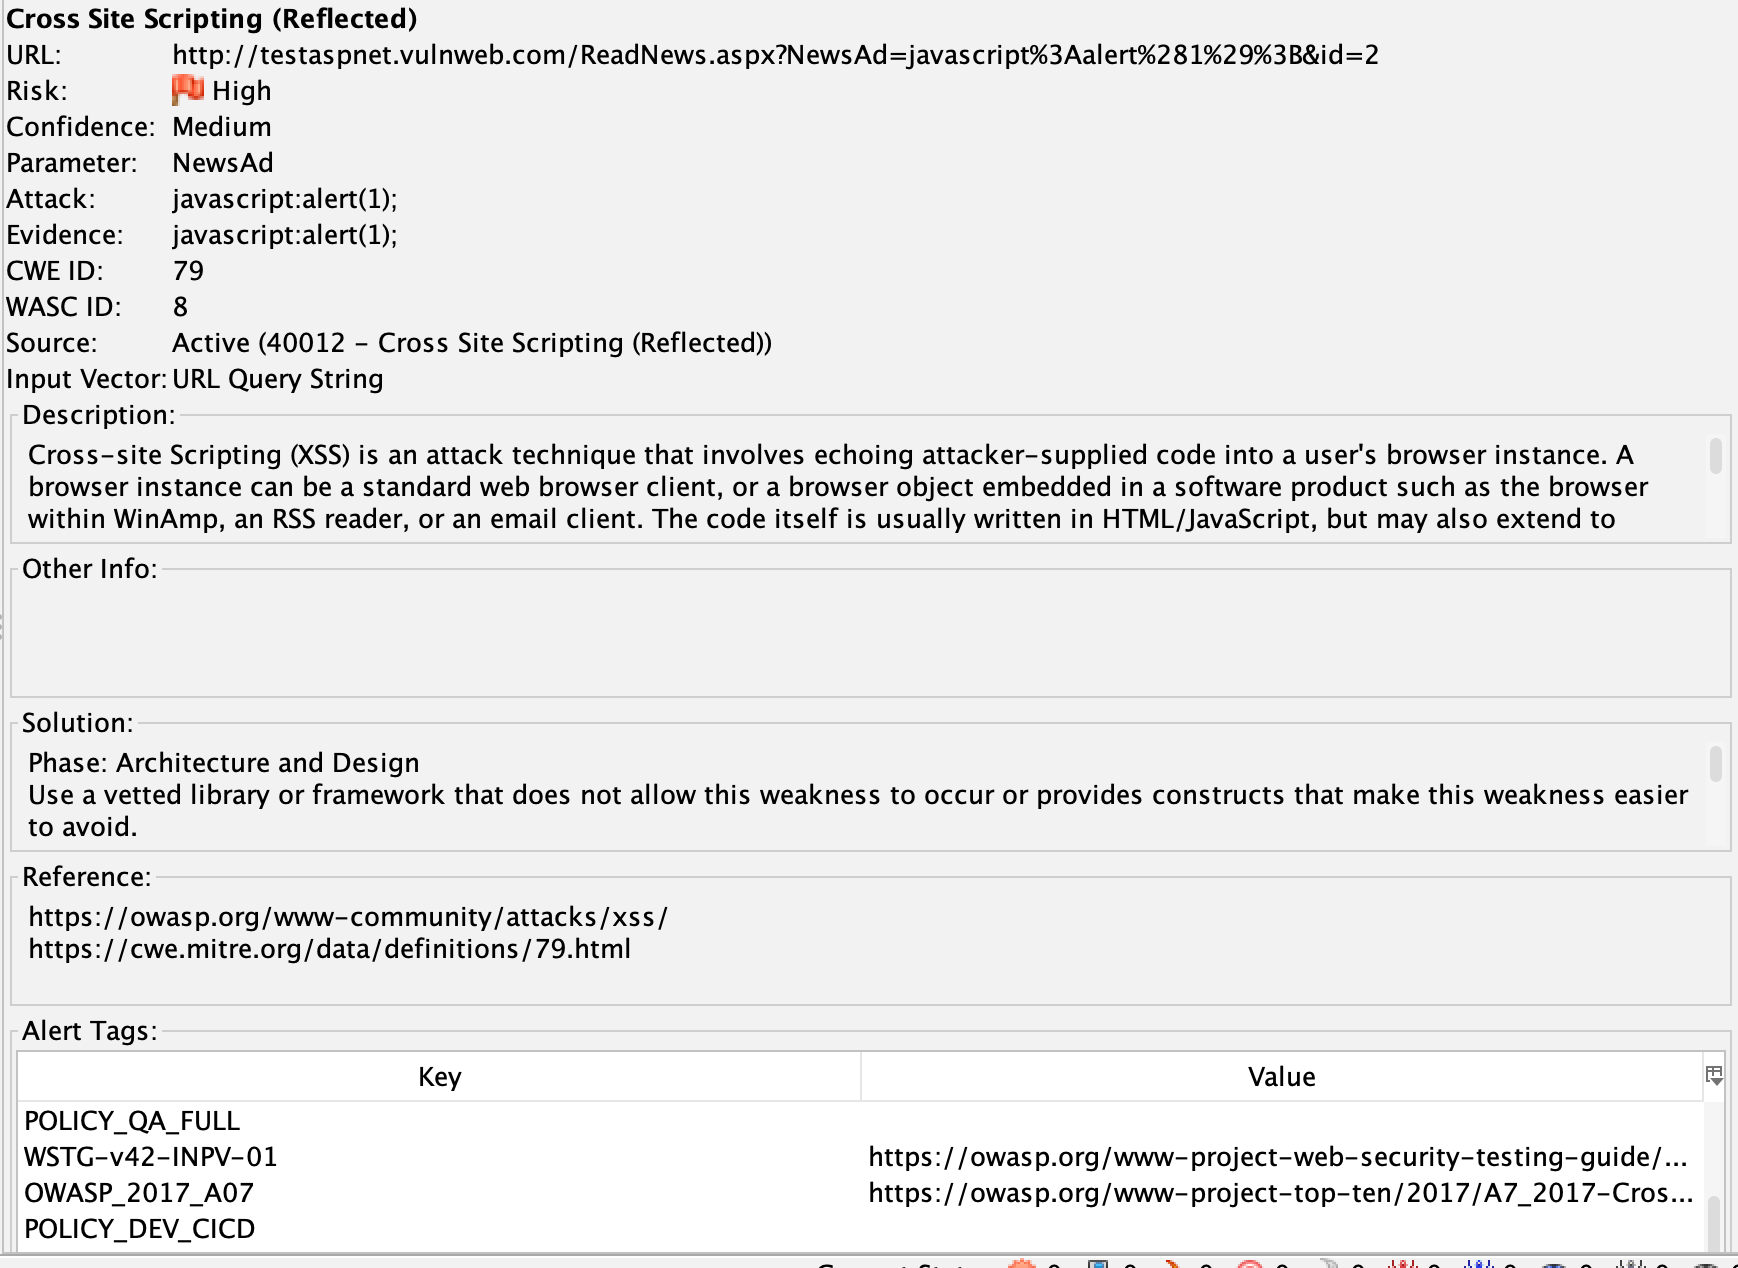 Cross Site Scripting (Reflected)
URL: http://testaspnet.vulnweb.com/ReadNews.aspx?NewsAd=javascript%3Aalert%281%29%3B&id=2
Risk: High
Confidence: Medium
Parameter: NewsAd
Attack: javascript:alert(1);
Evidence: javascript:alert(1);
CWE ID: 79
WASC ID: 8
Source: Active (40012 - Cross Site Scripting (Reflected))
Input Vector: URL Query String
Description:
Cross-site Scripting (XSS) is an attack technique that involves echoing attacker-supplied code into a user's browser instance. A
browser instance can be a standard web browser client, or a browser object embedded in a software product such as the browser
within WinAmp, an RSS reader, or an email client. The code itself is usually written in HTML/JavaScript, but may also extend to
Other Info:
Solution:
Phase: Architecture and Design
Use a vetted library or framework that does not allow this weakness to occur or provides constructs that make this weakness easier
to avoid.
Reference:
https://owasp.org/www-community/attacks/xss/
https://cwe.mitre.org/data/definitions/79.html
Alert Tags:
Key Value
POLICY_QA_FULL
WSTG-v42-INPV-01 https://owasp.org/www-project-web-security-testing-guide/...
OWASP_2017_A07 https://owasp.org/www-project-top-ten/2017/A7_2017-Cros...
POLICY_DEV_CICD